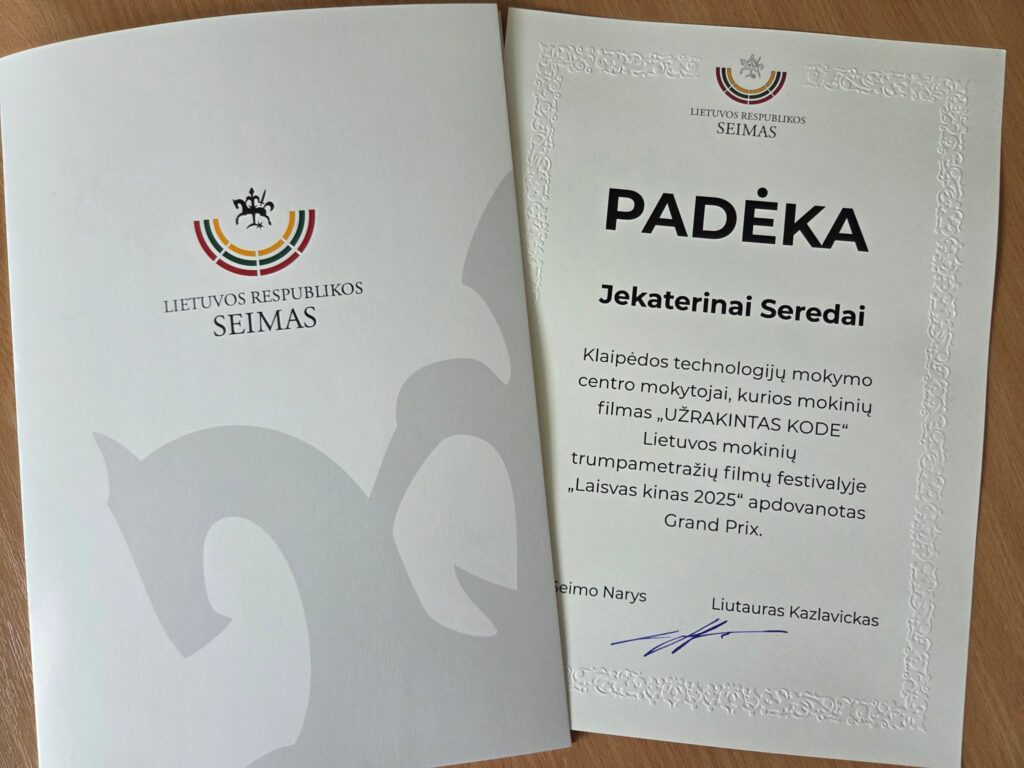 LIETUVOS RESPUBLIKOS
SEIMAS
LIETUVOS RESPUBLIKOS
SEIMAS
PADĖKA
Jekaterinai Seredai
Klaipėdos technologijų mokymo
centro mokytojai, kurios mokinių
filmas „UŽRAKINTAS KODE“
Lietuvos mokinių
trumpametražių filmų festivalyje
„Laisvas kinas 2025“ apdovanotas
Grand Prix.
Seimo Narys
Liutauras Kazlavickas